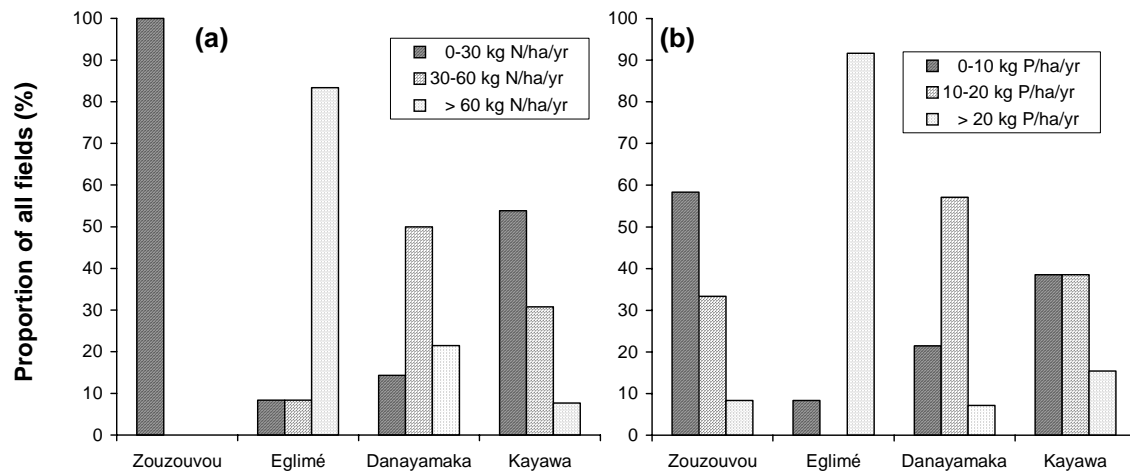 Proportion of all fields (%)
100
90
80
70
60
50
40
30
20
10
0
(a)
0-30 kg N/ha/yr
30-60 kg N/ha/yr
> 60 kg N/ha/yr
Zouzouvou Eglimé Danayamaka Kayawa
100
90
80
70
60
50
40
30
20
10
0
(b)
0-10 kg P/ha/yr
10-20 kg P/ha/yr
> 20 kg P/ha/yr
Zouzouvou Eglimé Danayamaka Kayawa